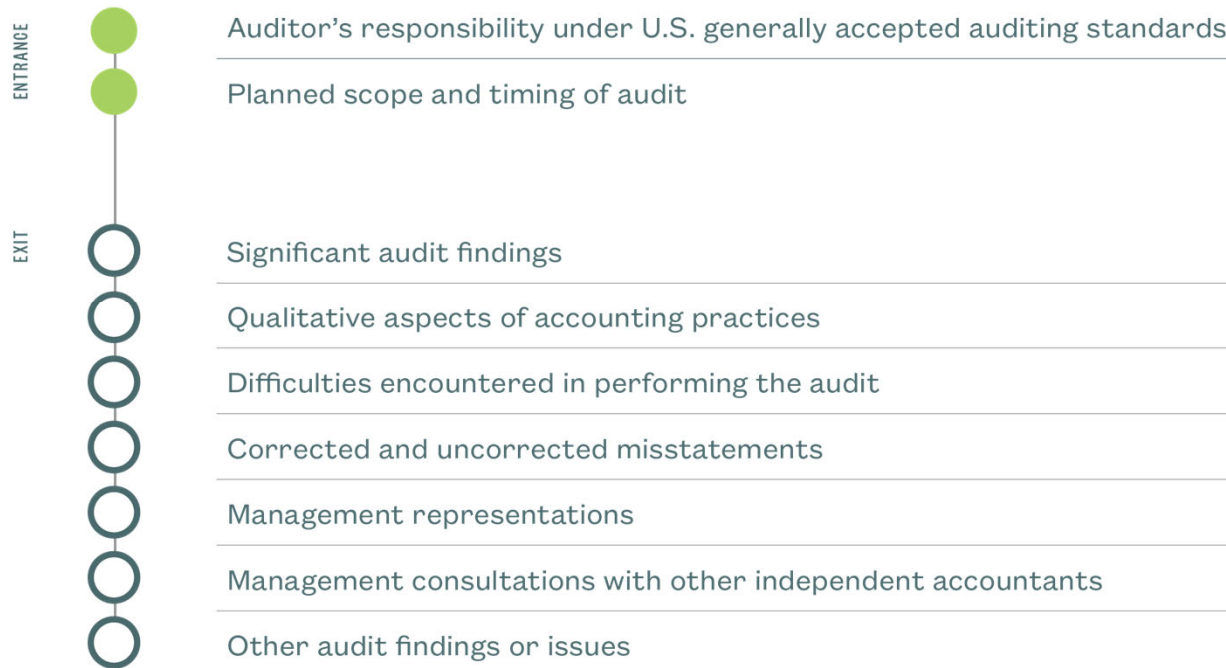 ENTRANCE
Auditor’s responsibility under U.S. generally accepted auditing standards
Planned scope and timing of audit
EXIT
Significant audit findings
Qualitative aspects of accounting practices
Difficulties encountered in performing the audit
Corrected and uncorrected misstatements
Management representations
Management consultations with other independent accountants
Other audit findings or issues